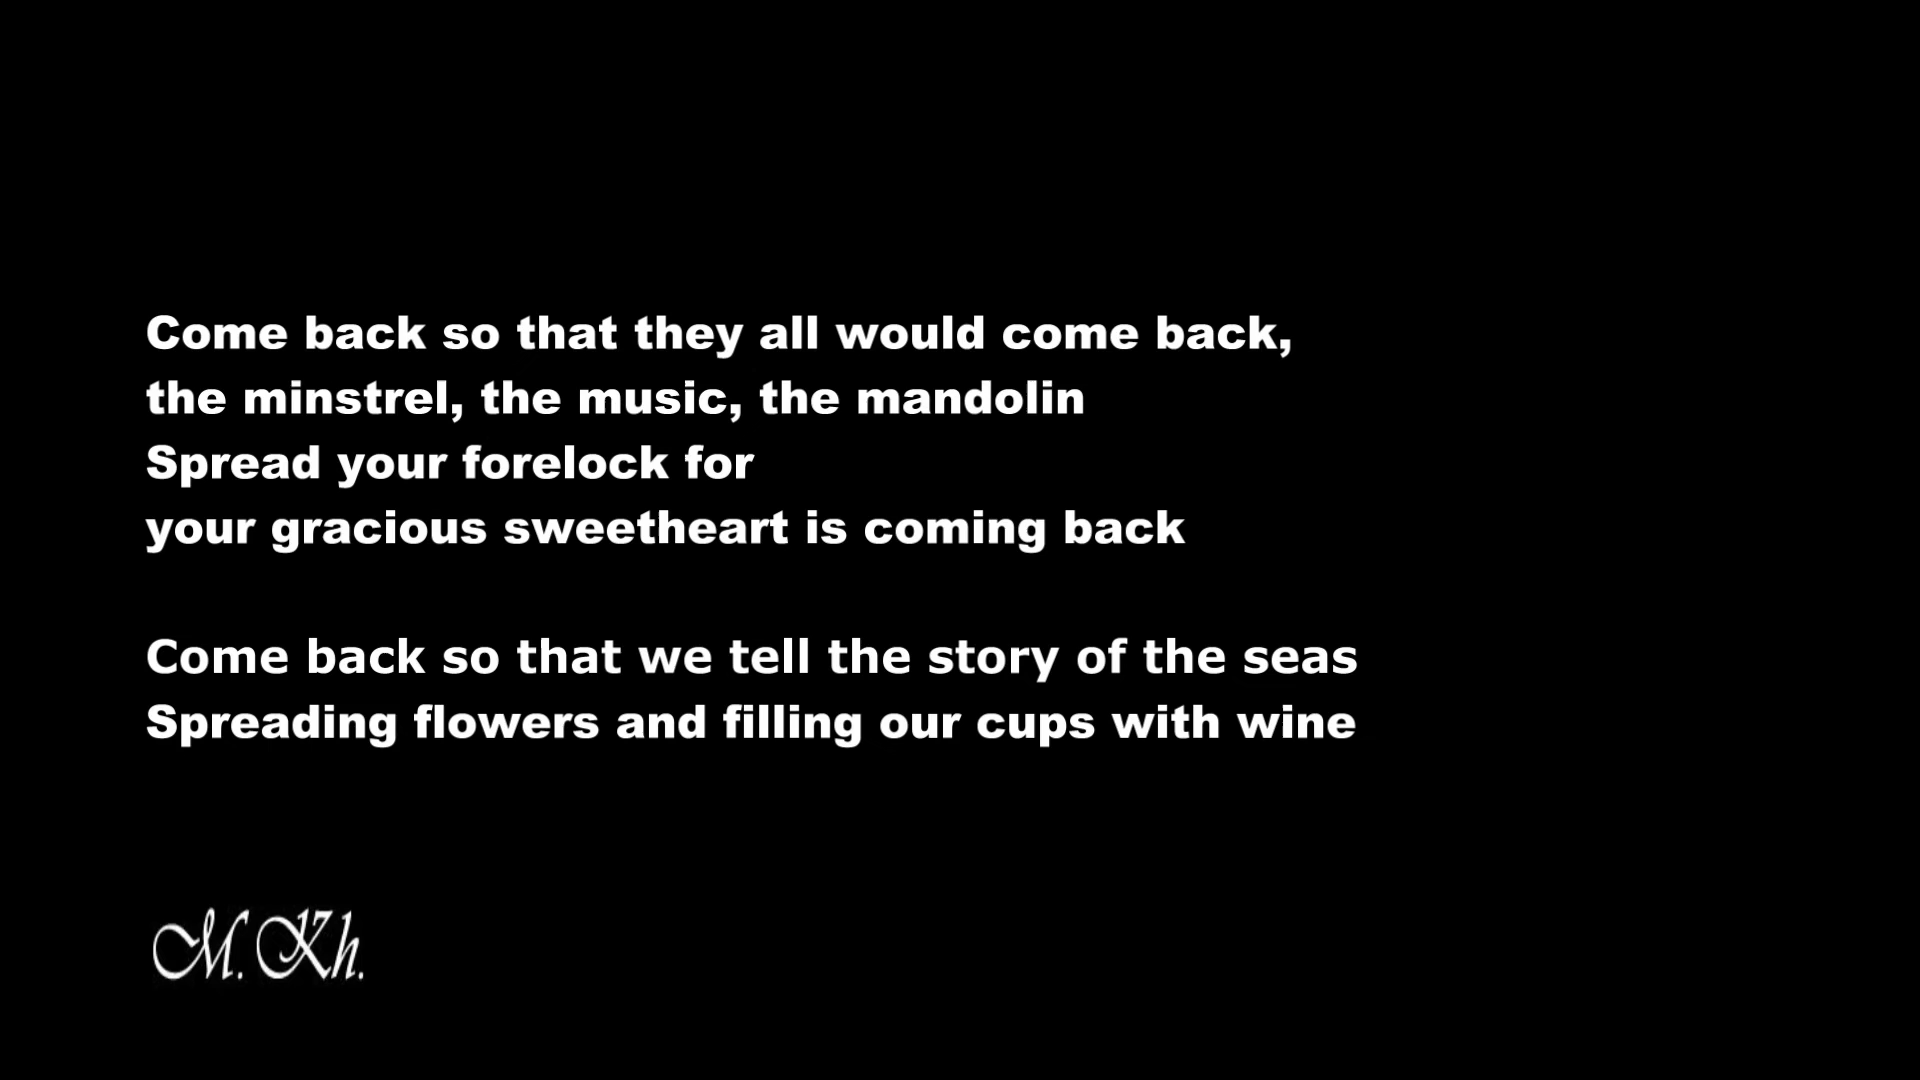 Come back so that they all would come back,
the minstrel, the music, the mandolin
Spread your forelock for
your gracious sweetheart is coming back
Come back so that we tell the story of the seas
Spreading flowers and filling our cups with wine
M. Kh.